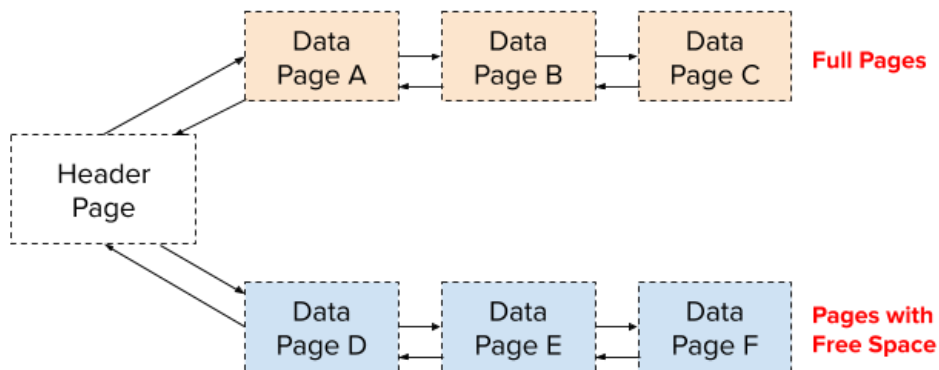 Data
Page A
Data
Page B
Data
Page C
Full Pages
Header
Page
Data
Page D
Data
Page E
Data
Page F
Pages with
Free Space